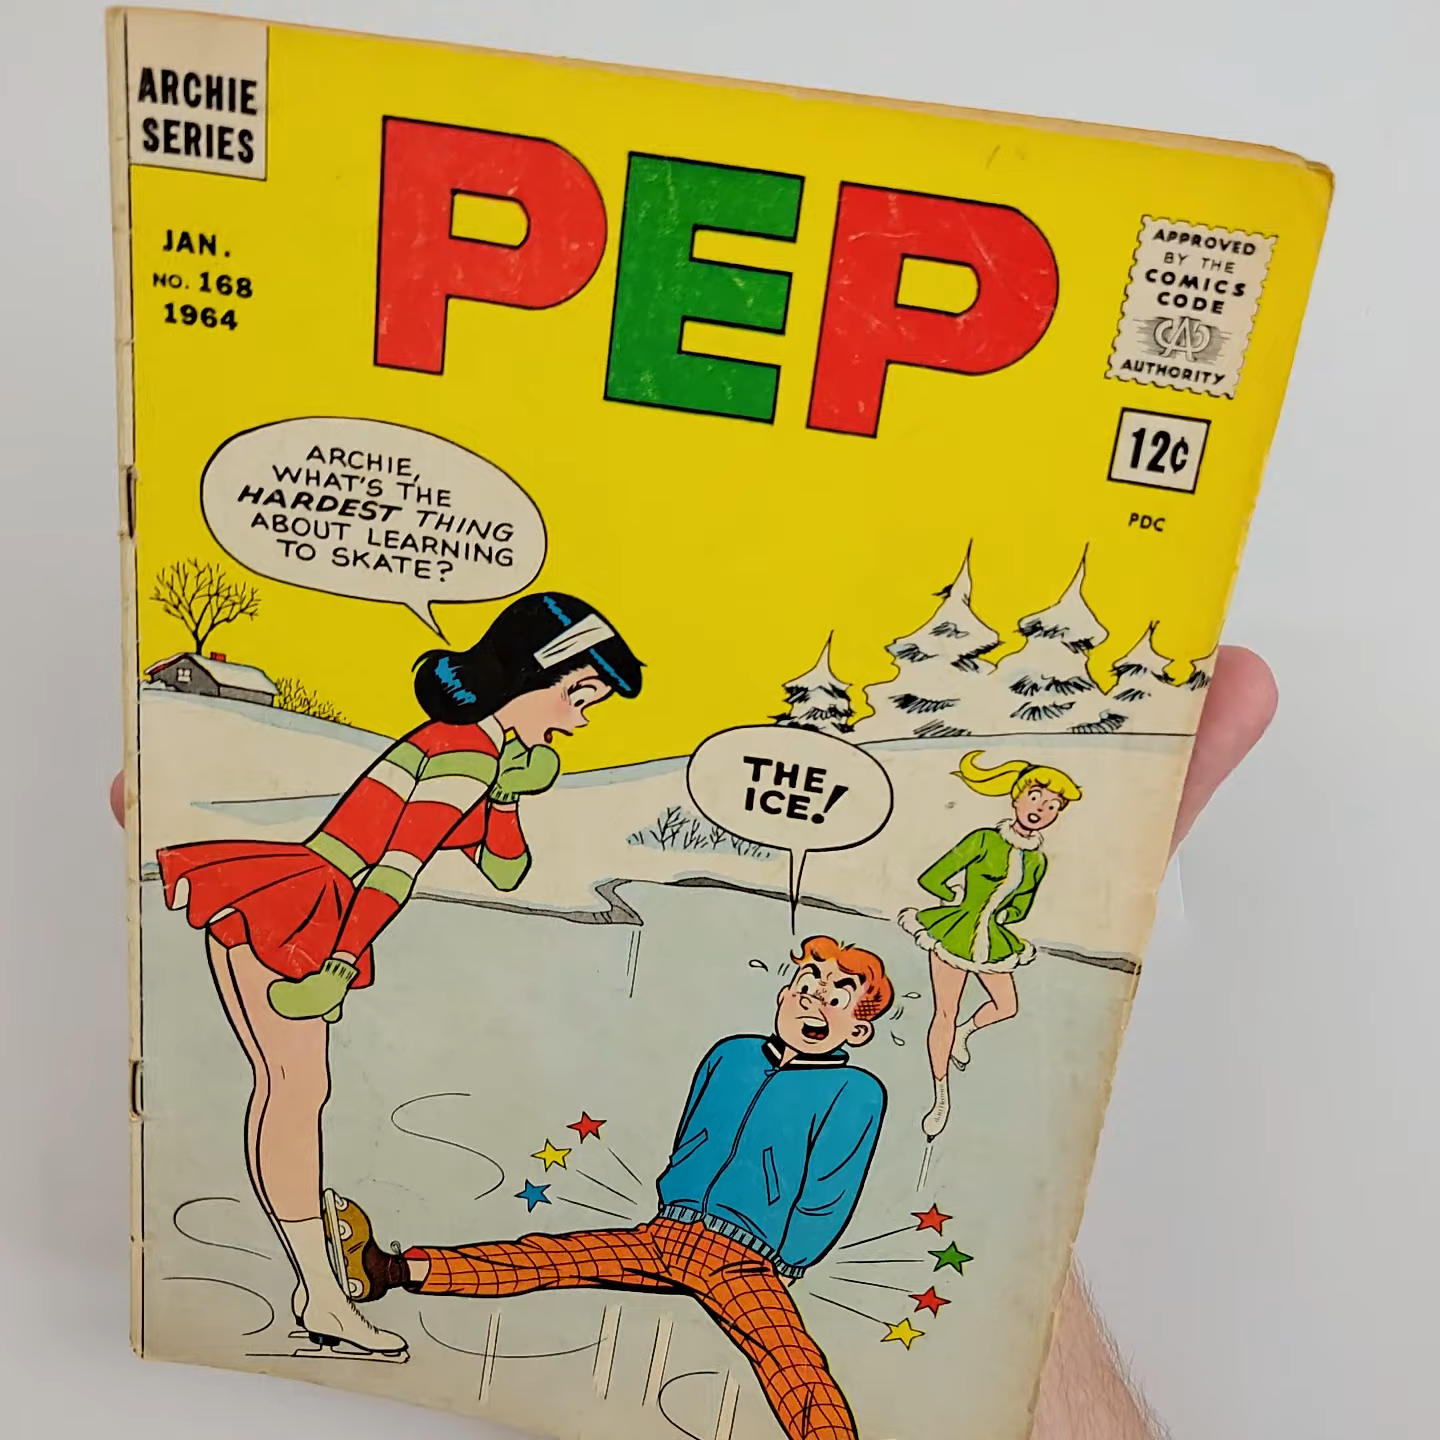 ARCHIE
SERIES
JAN.
NO. 168
1964
PEP
APPROVED
BY THE
COMICS
CODE
CA
AUTHORITY
12¢
PDC
ARCHIE,
WHAT'S THE
HARDEST THING
ABOUT LEARNING
TO SKATE?
THE
ICE!